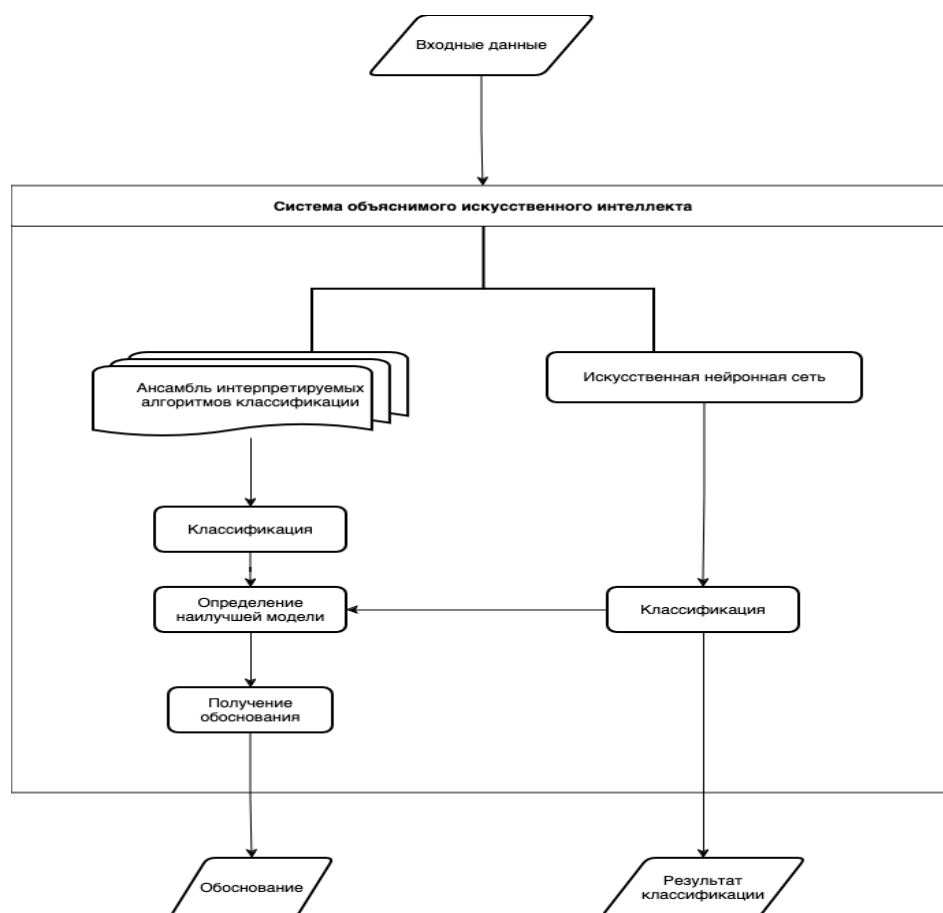 Входные данные
Система объяснимого искусственного интеллекта
Ансамбль интерпретируемых
алгоритмов классификации
Искусственная нейронная сеть
Классификация
Определение
наилучшей модели
Классификация
Получение
обоснования
Обоснование
Результат
классификации